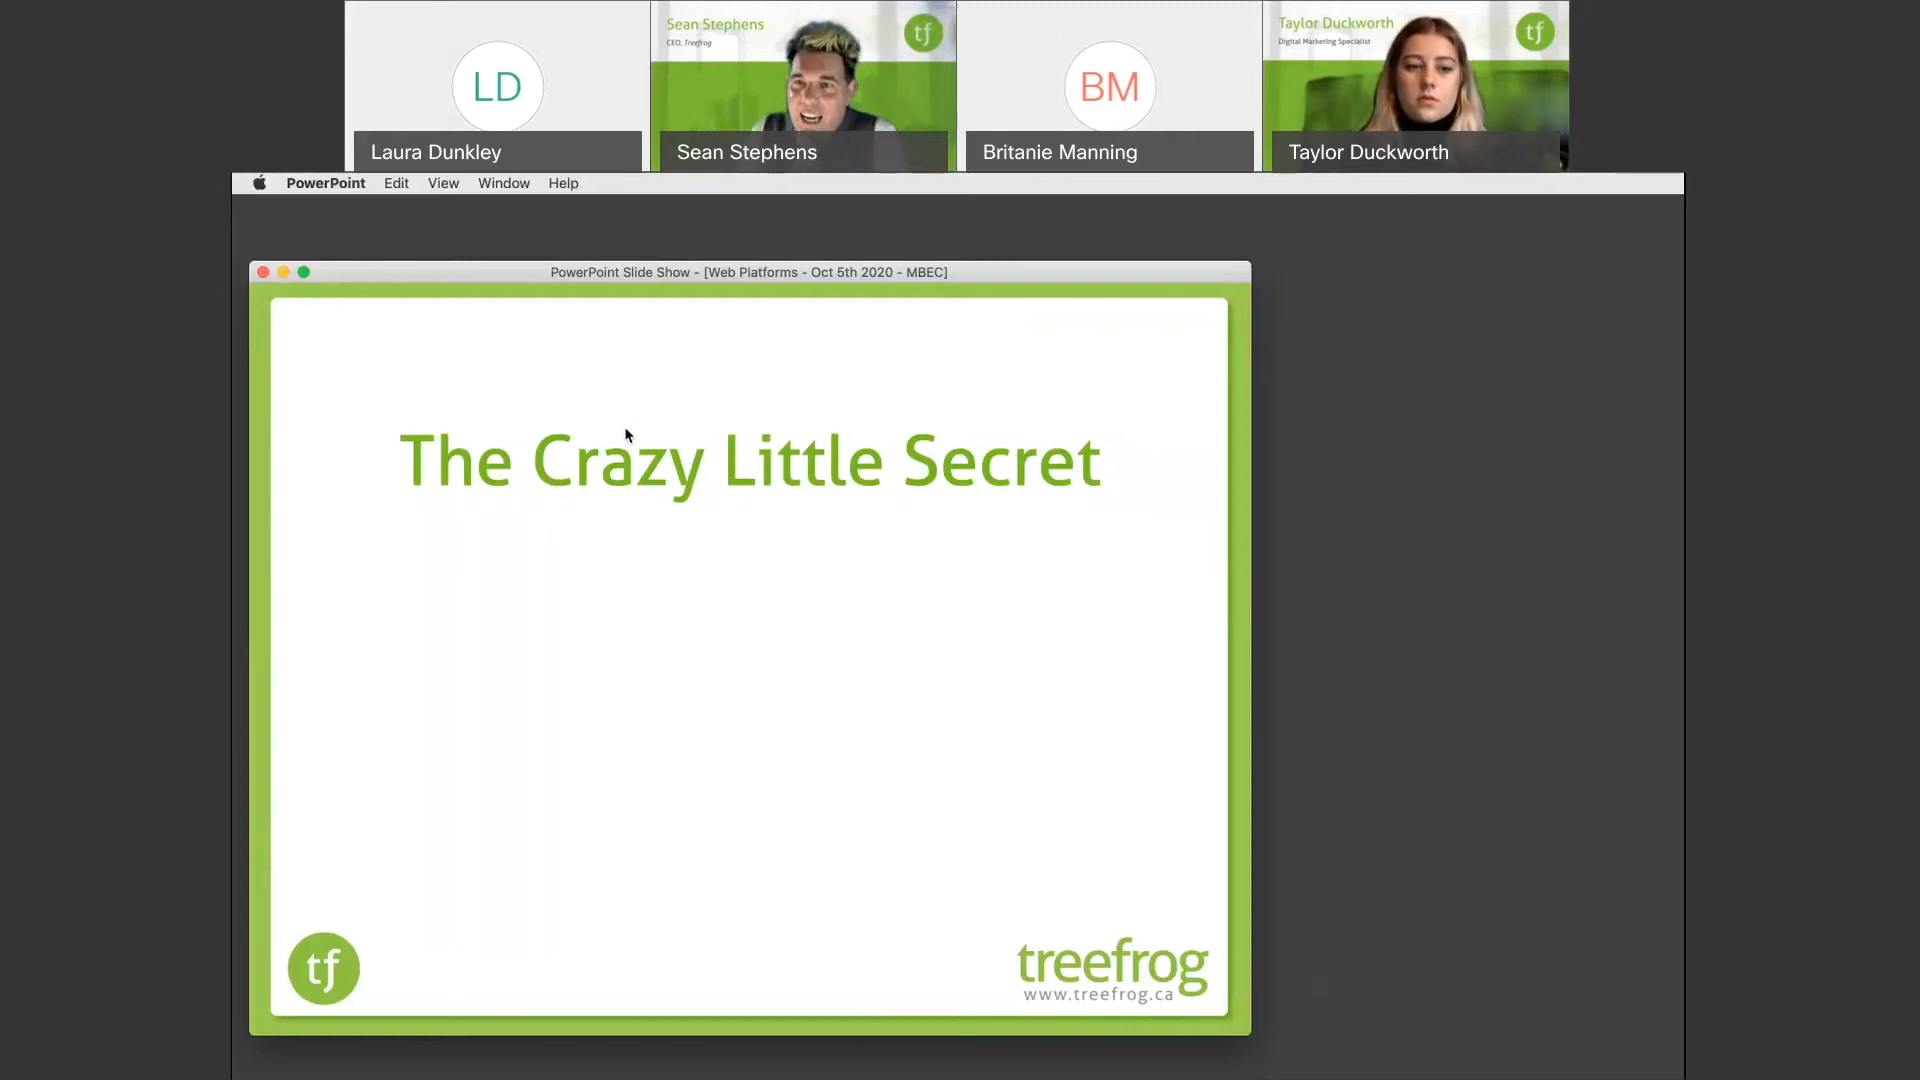 LD
Laura Dunkley
Sean Stephens
CEO, Treefrog
tf
Sean Stephens
BM
Britanie Manning
Taylor Duckworth
Digital Marketing Specialist
tf
Taylor Duckworth
PowerPoint Edit View Window Help
PowerPoint Slide Show - [Web Platforms - Oct 5th 2020 - MBEC]
The Crazy Little Secret
tf
treefrog
www.treefrog.ca